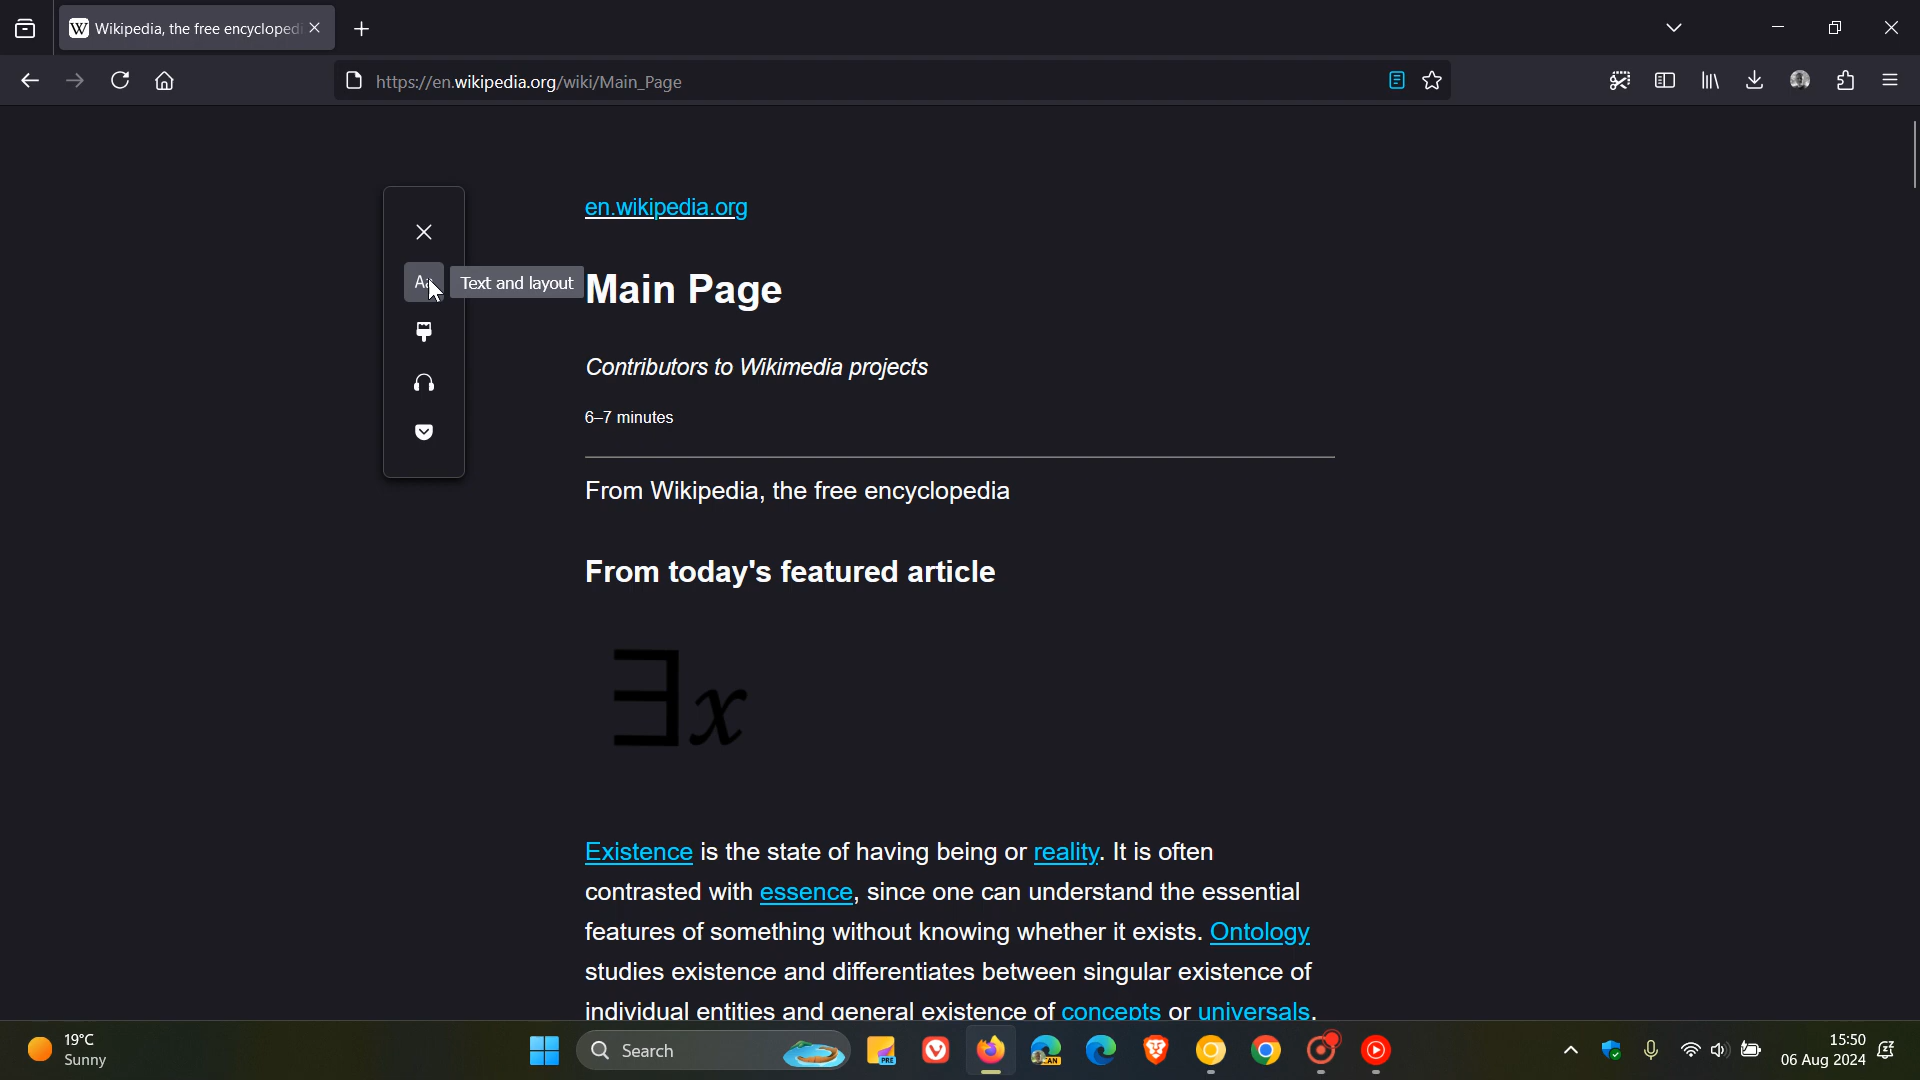 Wikipedia, the free encycloped
https://en.wikipedia.org/wiki/Main_Page
en.wikipedia.org
Aa Text and layout
Main Page
Contributors to Wikimedia projects
6–7 minutes
From Wikipedia, the free encyclopedia
From today's featured article
∃x
Existence is the state of having being or reality. It is often
contrasted with essence, since one can understand the essential
features of something without knowing whether it exists. Ontology
studies existence and differentiates between singular existence of
individual entities and general existence of concepts or universals.
19°C
Sunny
Search
PRE
CAN
15:50
06 Aug 2024